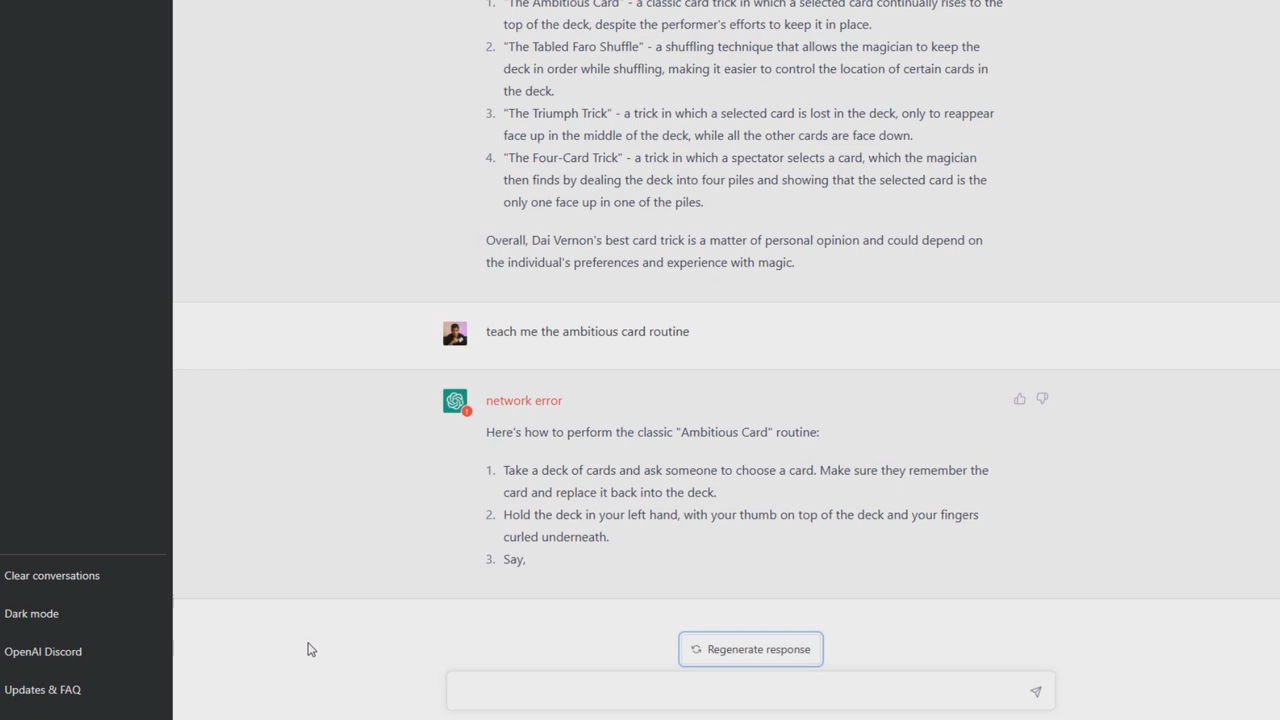 1. "The Ambitious Card" - a classic card trick in which a selected card continually rises to the
top of the deck, despite the performer's efforts to keep it in place.
2. "The Tabled Faro Shuffle" - a shuffling technique that allows the magician to keep the
deck in order while shuffling, making it easier to control the location of certain cards in
the deck.
3. "The Triumph Trick" - a trick in which a selected card is lost in the deck, only to reappear
face up in the middle of the deck, while all the other cards are face down.
4. "The Four-Card Trick" - a trick in which a spectator selects a card, which the magician
then finds by dealing the deck into four piles and showing that the selected card is the
only one face up in one of the piles.
Overall, Dai Vernon's best card trick is a matter of personal opinion and could depend on
the individual's preferences and experience with magic.
teach me the ambitious card routine
network error
Here's how to perform the classic "Ambitious Card" routine:
1. Take a deck of cards and ask someone to choose a card. Make sure they remember the
card and replace it back into the deck.
2. Hold the deck in your left hand, with your thumb on top of the deck and your fingers
curled underneath.
3. Say,
Clear conversations
Dark mode
OpenAI Discord
Updates & FAQ
Regenerate response